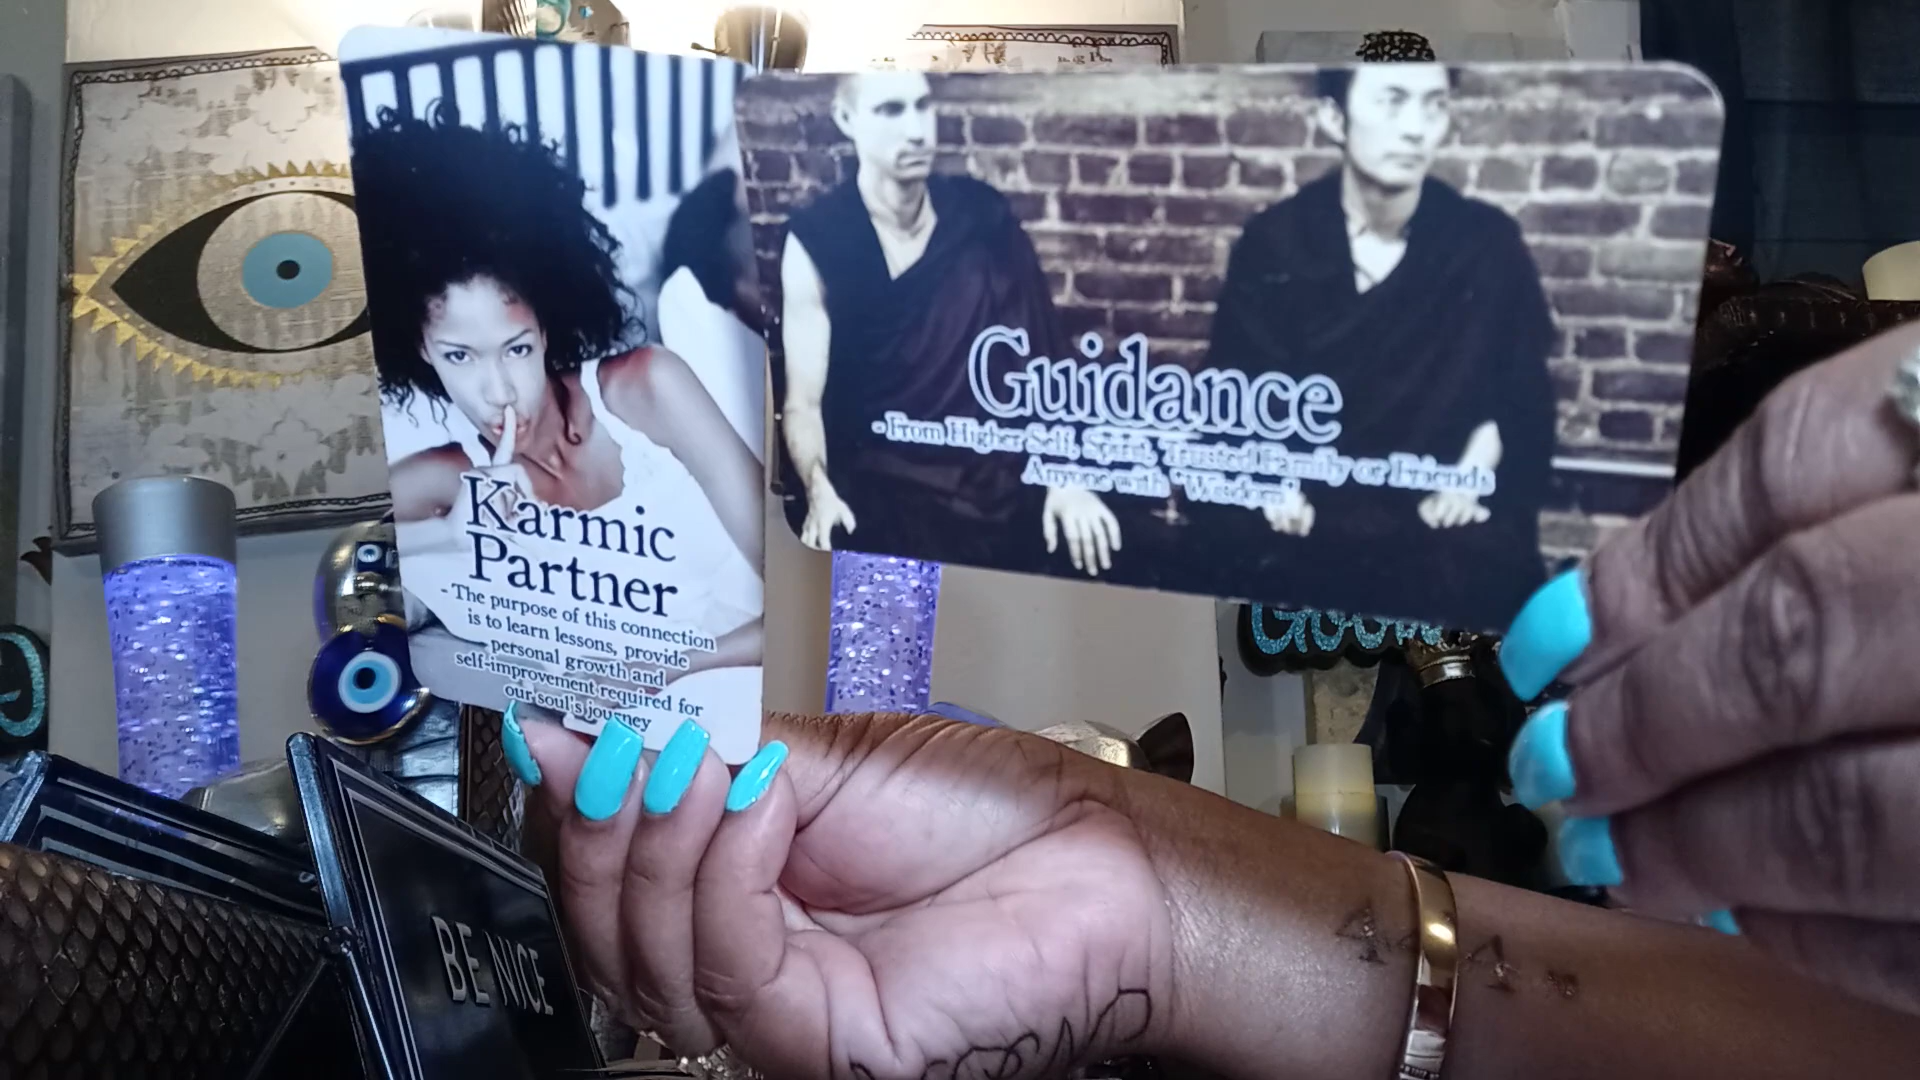 Karmic
Partner
- The purpose of this connection
is to learn lessons, provide
personal growth and
self-improvement required for
our soul's journey
Guidance
- From Higher Self, Spirit, Trusted Family or Friends
Anyone with "Wisdom"
BE NICE